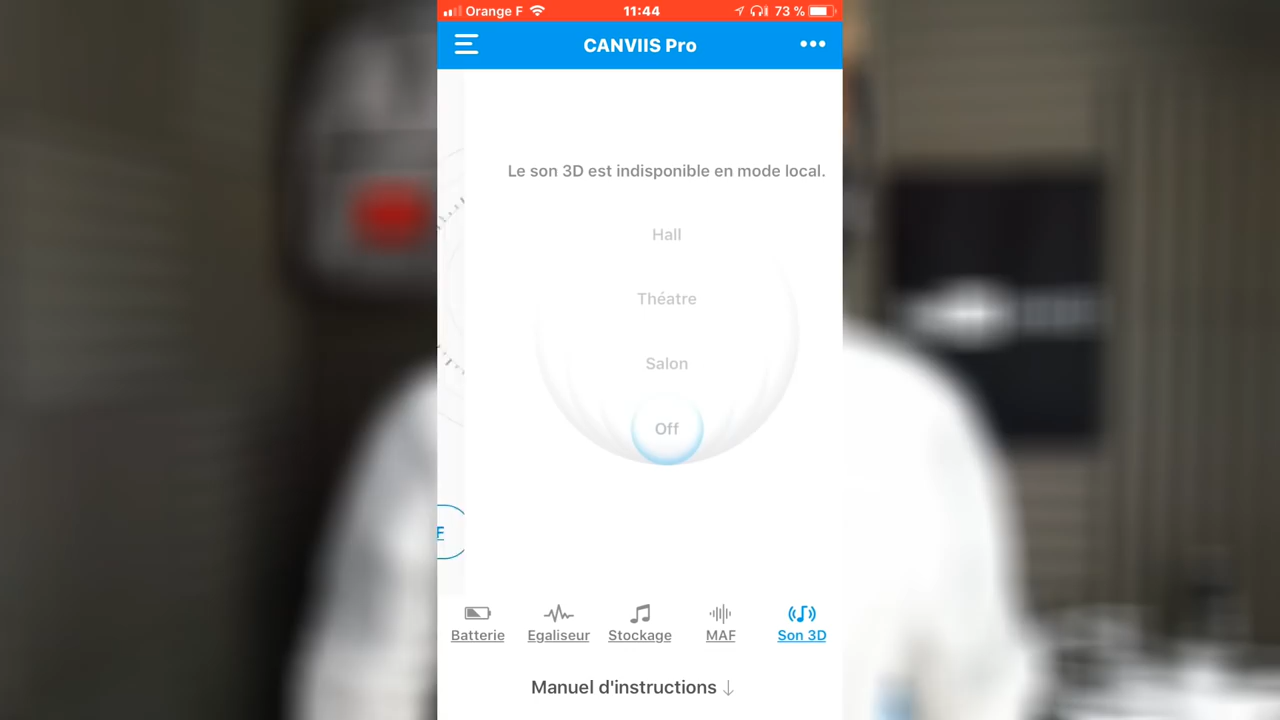 Orange F 11:44 73 %
CANVIIS Pro
Le son 3D est indisponible en mode local.
Hall
Théatre
Salon
Off
F
Batterie Egaliseur Stockage MAF Son 3D
Manuel d'instructions ↓